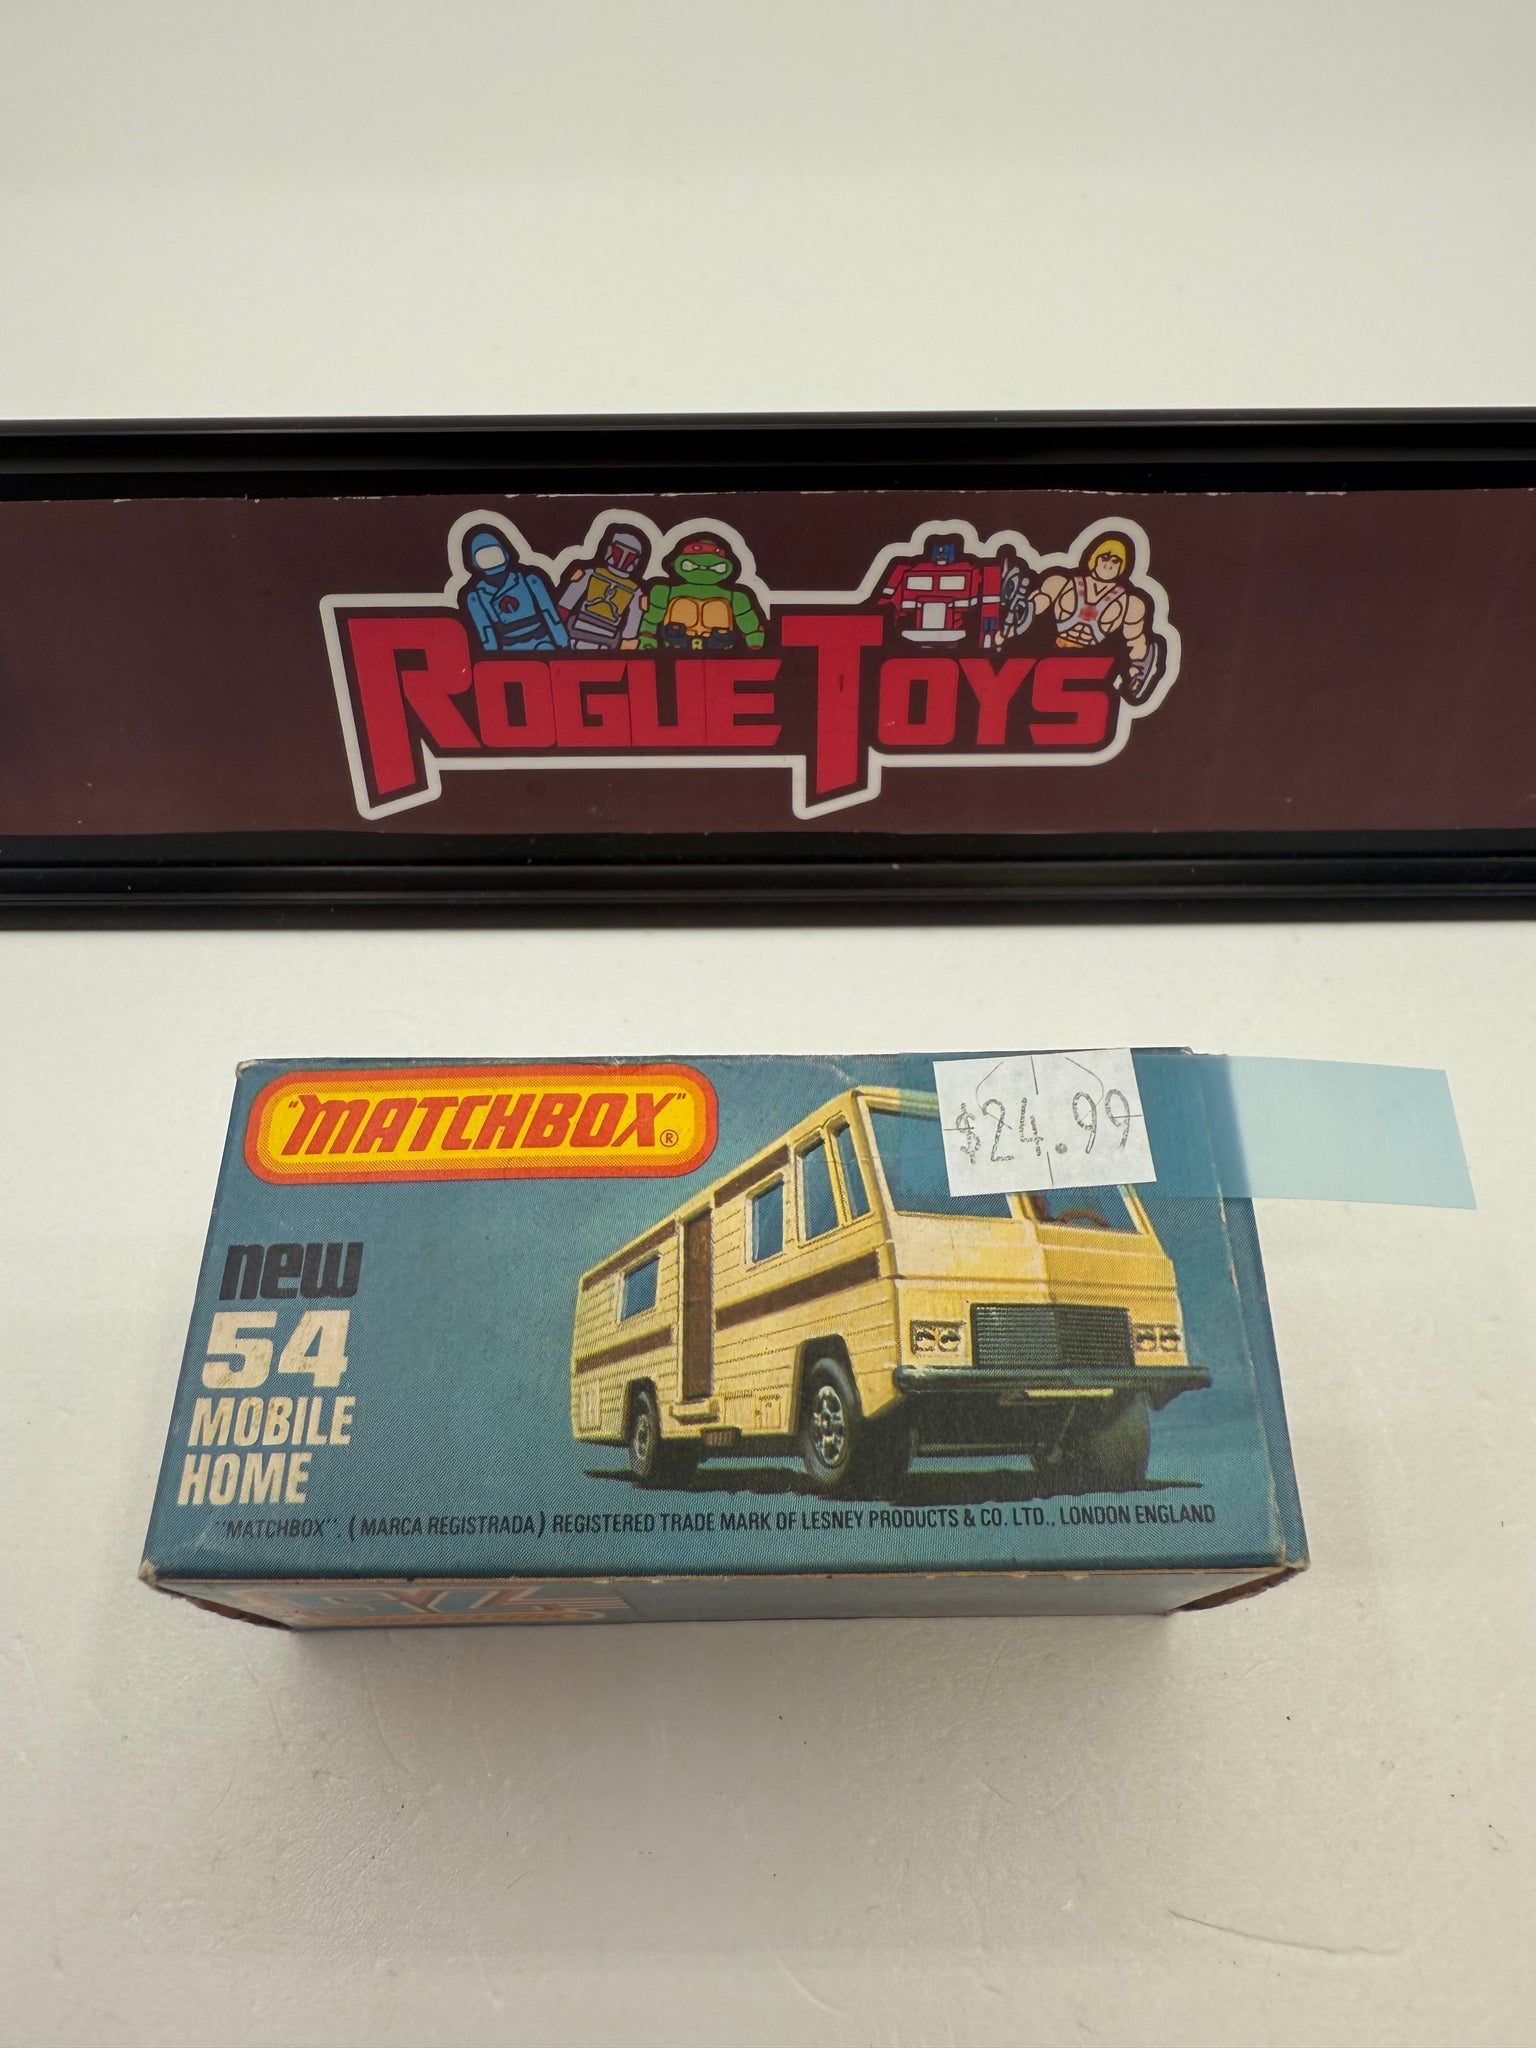 ROGUE TOYS
"MATCHBOX"®
$24.99
new
54
MOBILE
HOME
"MATCHBOX", (MARCA REGISTRADA) REGISTERED TRADE MARK OF LESNEY PRODUCTS & CO. LTD., LONDON ENGLAND